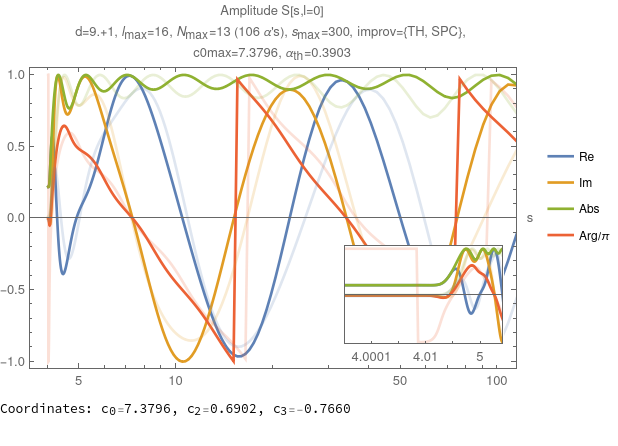 Amplitude S[s,l=0]
d=9.+1, lmax=16, Nmax=13 (106 α's), smax=300, improv={TH, SPC},
c0max=7.3796, αth=0.3903
1.0
0.5
0.0
−0.5
−1.0
5 10 50 100
s
Re
Im
Abs
Arg/π
4.0001 4.01 5
Coordinates: c0=7.3796, c2=0.6902, c3=-0.7660